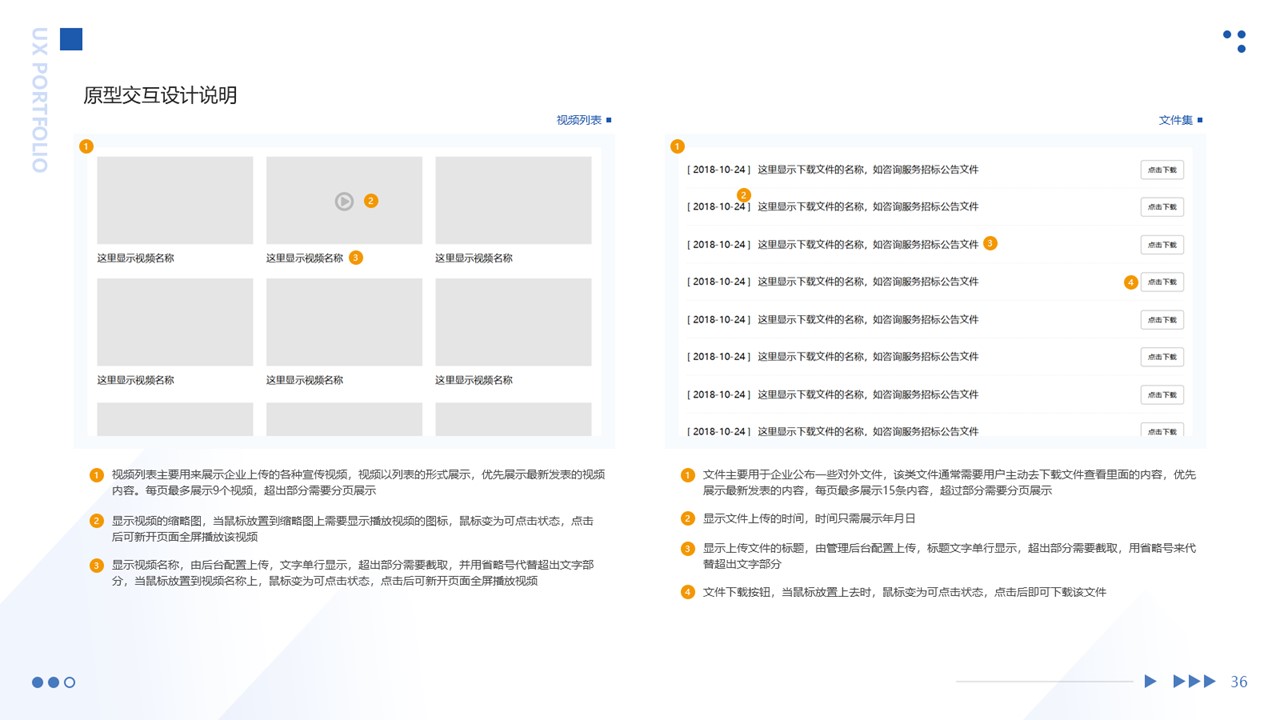 UX PORTFOLIO
原型交互设计说明
视频列表
1
2
这里显示视频名称
这里显示视频名称
3
这里显示视频名称
这里显示视频名称
这里显示视频名称
这里显示视频名称
1 视频列表主要用来展示企业上传的各种宣传视频，视频以列表的形式展示，优先展示最新发表的视频
内容。每页最多展示9个视频，超出部分需要分页展示
2 显示视频的缩略图，当鼠标放置到缩略图上需要显示播放视频的图标，鼠标变为可点击状态，点击
后可新开页面全屏播放该视频
3 显示视频名称，由后台配置上传，文字单行显示，超出部分需要截取，并用省略号代替超出文字部
分，当鼠标放置到视频名称上，鼠标变为可点击状态，点击后可新开页面全屏播放视频
文件集
1
[ 2018-10-24 ] 这里显示下载文件的名称，如咨询服务招标公告文件 点击下载
2
[ 2018-10-24 ] 这里显示下载文件的名称，如咨询服务招标公告文件 点击下载
[ 2018-10-24 ] 这里显示下载文件的名称，如咨询服务招标公告文件 3 点击下载
[ 2018-10-24 ] 这里显示下载文件的名称，如咨询服务招标公告文件 4 点击下载
[ 2018-10-24 ] 这里显示下载文件的名称，如咨询服务招标公告文件 点击下载
[ 2018-10-24 ] 这里显示下载文件的名称，如咨询服务招标公告文件 点击下载
[ 2018-10-24 ] 这里显示下载文件的名称，如咨询服务招标公告文件 点击下载
[ 2018-10-24 ] 这里显示下载文件的名称，如咨询服务招标公告文件 点击下载
1 文件主要用于企业公布一些对外文件，该类文件通常需要用户主动去下载文件查看里面的内容，优先
展示最新发表的内容，每页最多展示15条内容，超过部分需要分页展示
2 显示文件上传的时间，时间只需展示年月日
3 显示上传文件的标题，由管理后台配置上传，标题文字单行显示，超出部分需要截取，用省略号来代
替超出文字部分
4 文件下载按钮，当鼠标放置上去时，鼠标变为可点击状态，点击后即可下载该文件
36